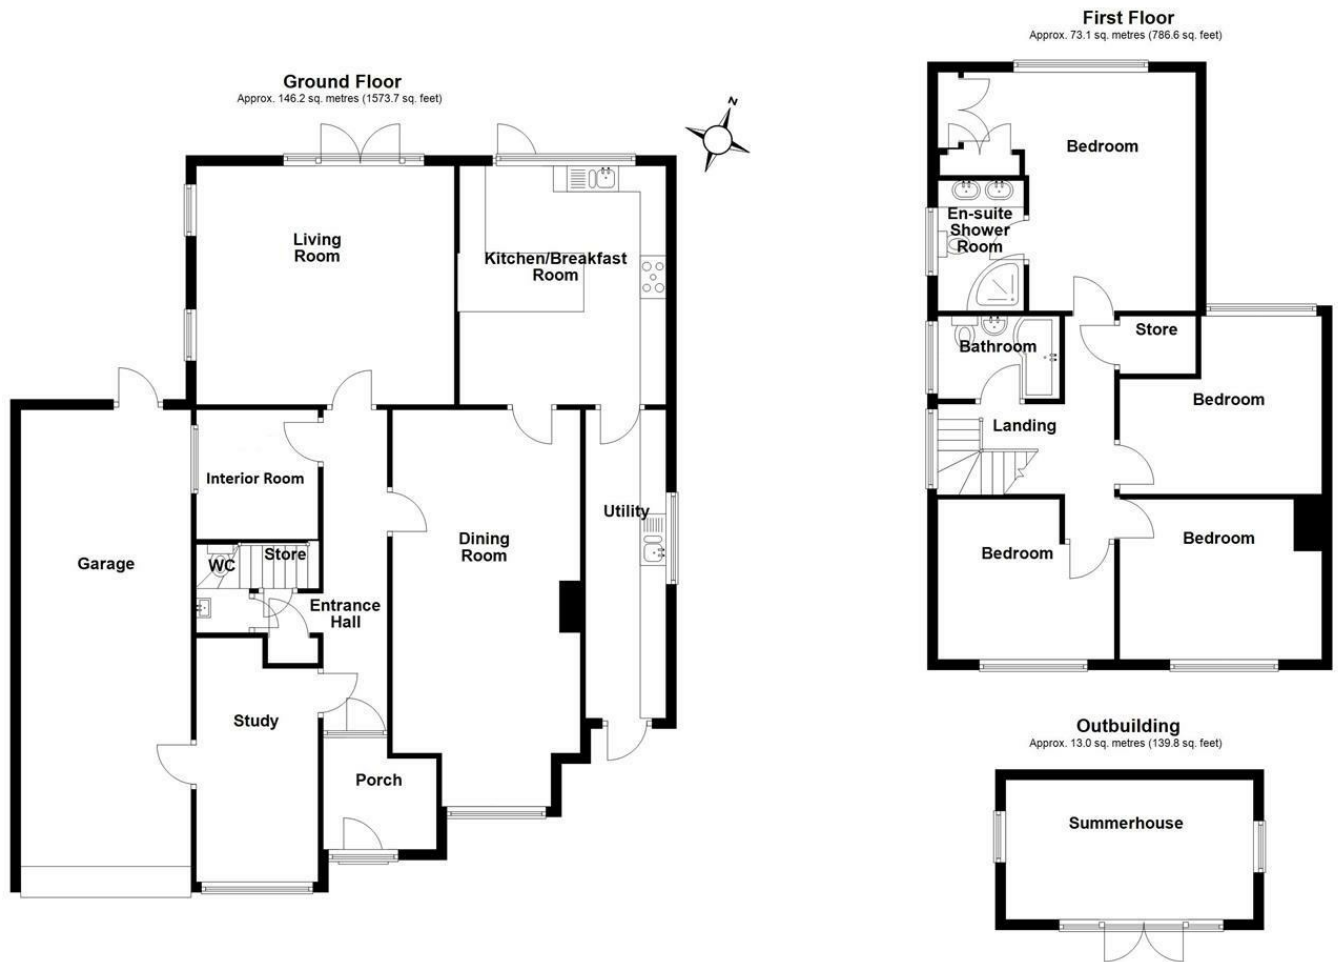 Ground Floor
Approx. 146.2 sq. metres (1573.7 sq. feet)
N
Living
Room
Kitchen/Breakfast
Room
Interior Room
Garage
WC
Store
Entrance
Hall
Dining
Room
Utility
Study
Porch
First Floor
Approx. 73.1 sq. metres (786.6 sq. feet)
Bedroom
En-suite
Shower
Room
Bathroom
Store
Landing
Bedroom
Bedroom
Bedroom
Outbuilding
Approx. 13.0 sq. metres (139.8 sq. feet)
Summerhouse